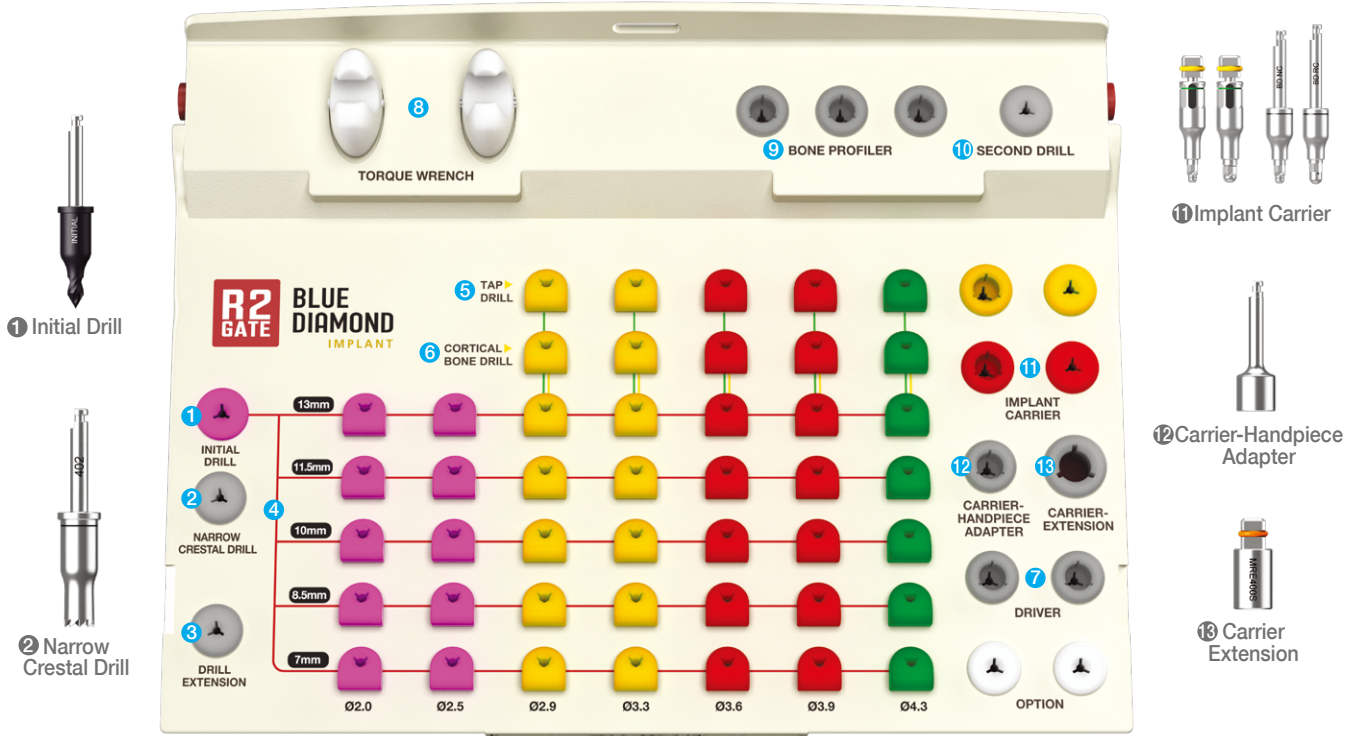 8
TORQUE WRENCH
9 BONE PROFILER
10 SECOND DRILL
BD NC
BD RC
11 Implant Carrier
INITIAL
1 Initial Drill
R2
GATE
BLUE
DIAMOND
IMPLANT
5 TAP
DRILL
6 CORTICAL
BONE DRILL
11
IMPLANT
CARRIER
12 Carrier-Handpiece
Adapter
1
INITIAL
DRILL
2
NARROW
CRESTAL DRILL
3
DRILL
EXTENSION
4
13mm
11.5mm
10mm
8.5mm
7mm
Ø2.0
Ø2.5
Ø2.9
Ø3.3
Ø3.6
Ø3.9
Ø4.3
12
CARRIER-
HANDPIECE
ADAPTER
13
CARRIER-
EXTENSION
7
DRIVER
OPTION
402
2 Narrow
Crestal Drill
MRE400S
13 Carrier
Extension